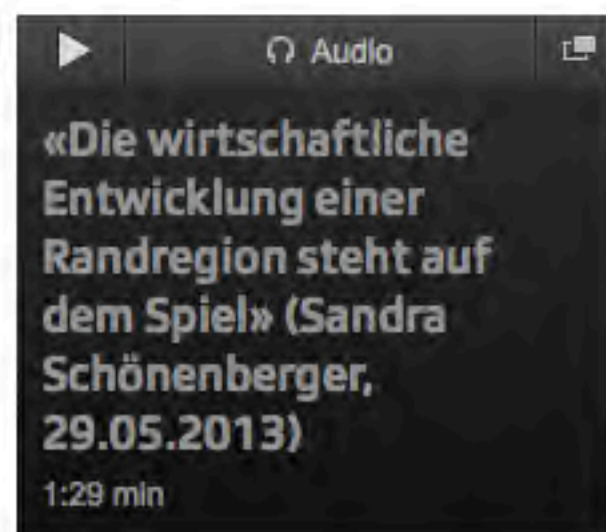 Audio
«Die wirtschaftliche
Entwicklung einer
Randregion steht auf
dem Spiel» (Sandra
Schönenberger,
29.05.2013)
1:29 min